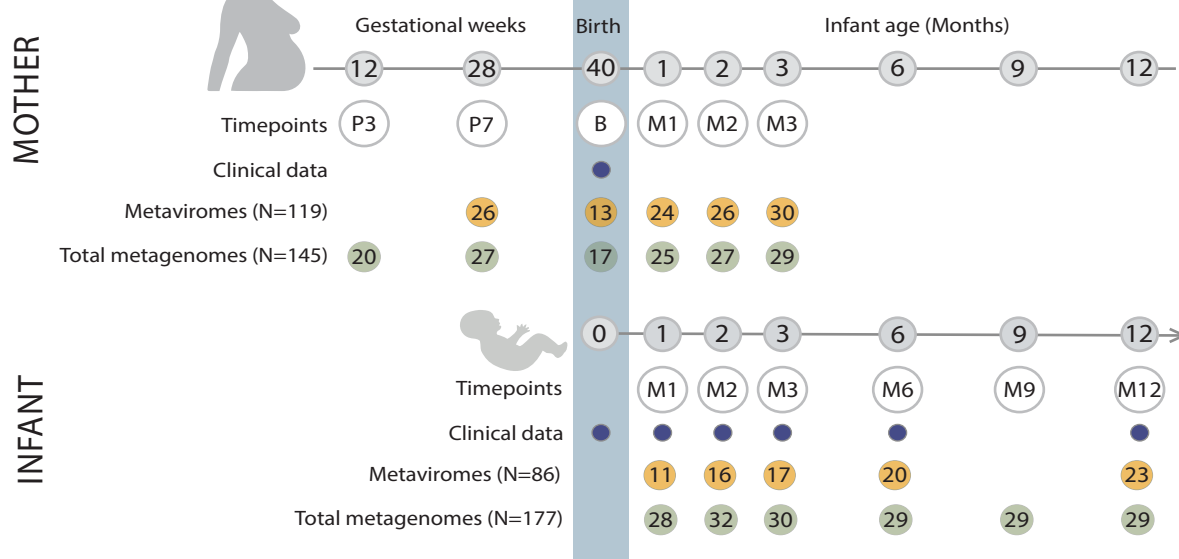 MOTHER
Gestational weeks Birth Infant age (Months)
12 28 40 1 2 3 6 9 12
Timepoints P3 P7 B M1 M2 M3
Clinical data
Metaviromes (N=119) 26 13 24 26 30
Total metagenomes (N=145) 20 27 17 25 27 29
INFANT
0 1 2 3 6 9 12
Timepoints M1 M2 M3 M6 M9 M12
Clinical data
Metaviromes (N=86) 11 16 17 20 23
Total metagenomes (N=177) 28 32 30 29 29 29